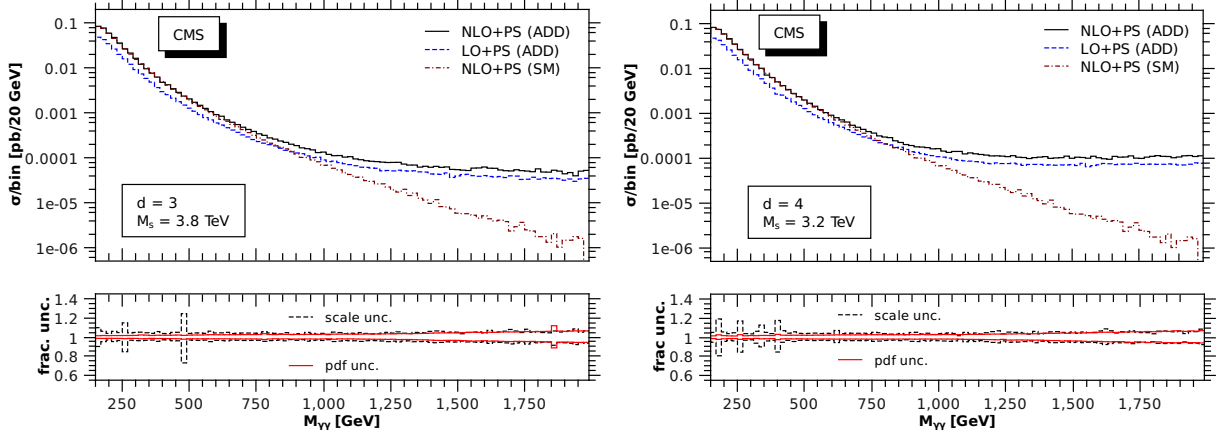 0.1
0.01
0.001
0.0001
1e-05
1e-06
σ/bin [pb/20 GeV]
CMS
NLO+PS (ADD)
LO+PS (ADD)
NLO+PS (SM)
d = 3
Mₛ = 3.8 TeV
1.4
1.2
1
0.8
0.6
frac. unc.
scale unc.
pdf unc.
250 500 750 1,000 1,250 1,500 1,750
Mγγ [GeV]
0.1
0.01
0.001
0.0001
1e-05
1e-06
σ/bin [pb/20 GeV]
CMS
NLO+PS (ADD)
LO+PS (ADD)
NLO+PS (SM)
d = 4
Mₛ = 3.2 TeV
1.4
1.2
1
0.8
0.6
frac. unc.
scale unc.
pdf unc.
250 500 750 1,000 1,250 1,500 1,750
Mγγ [GeV]